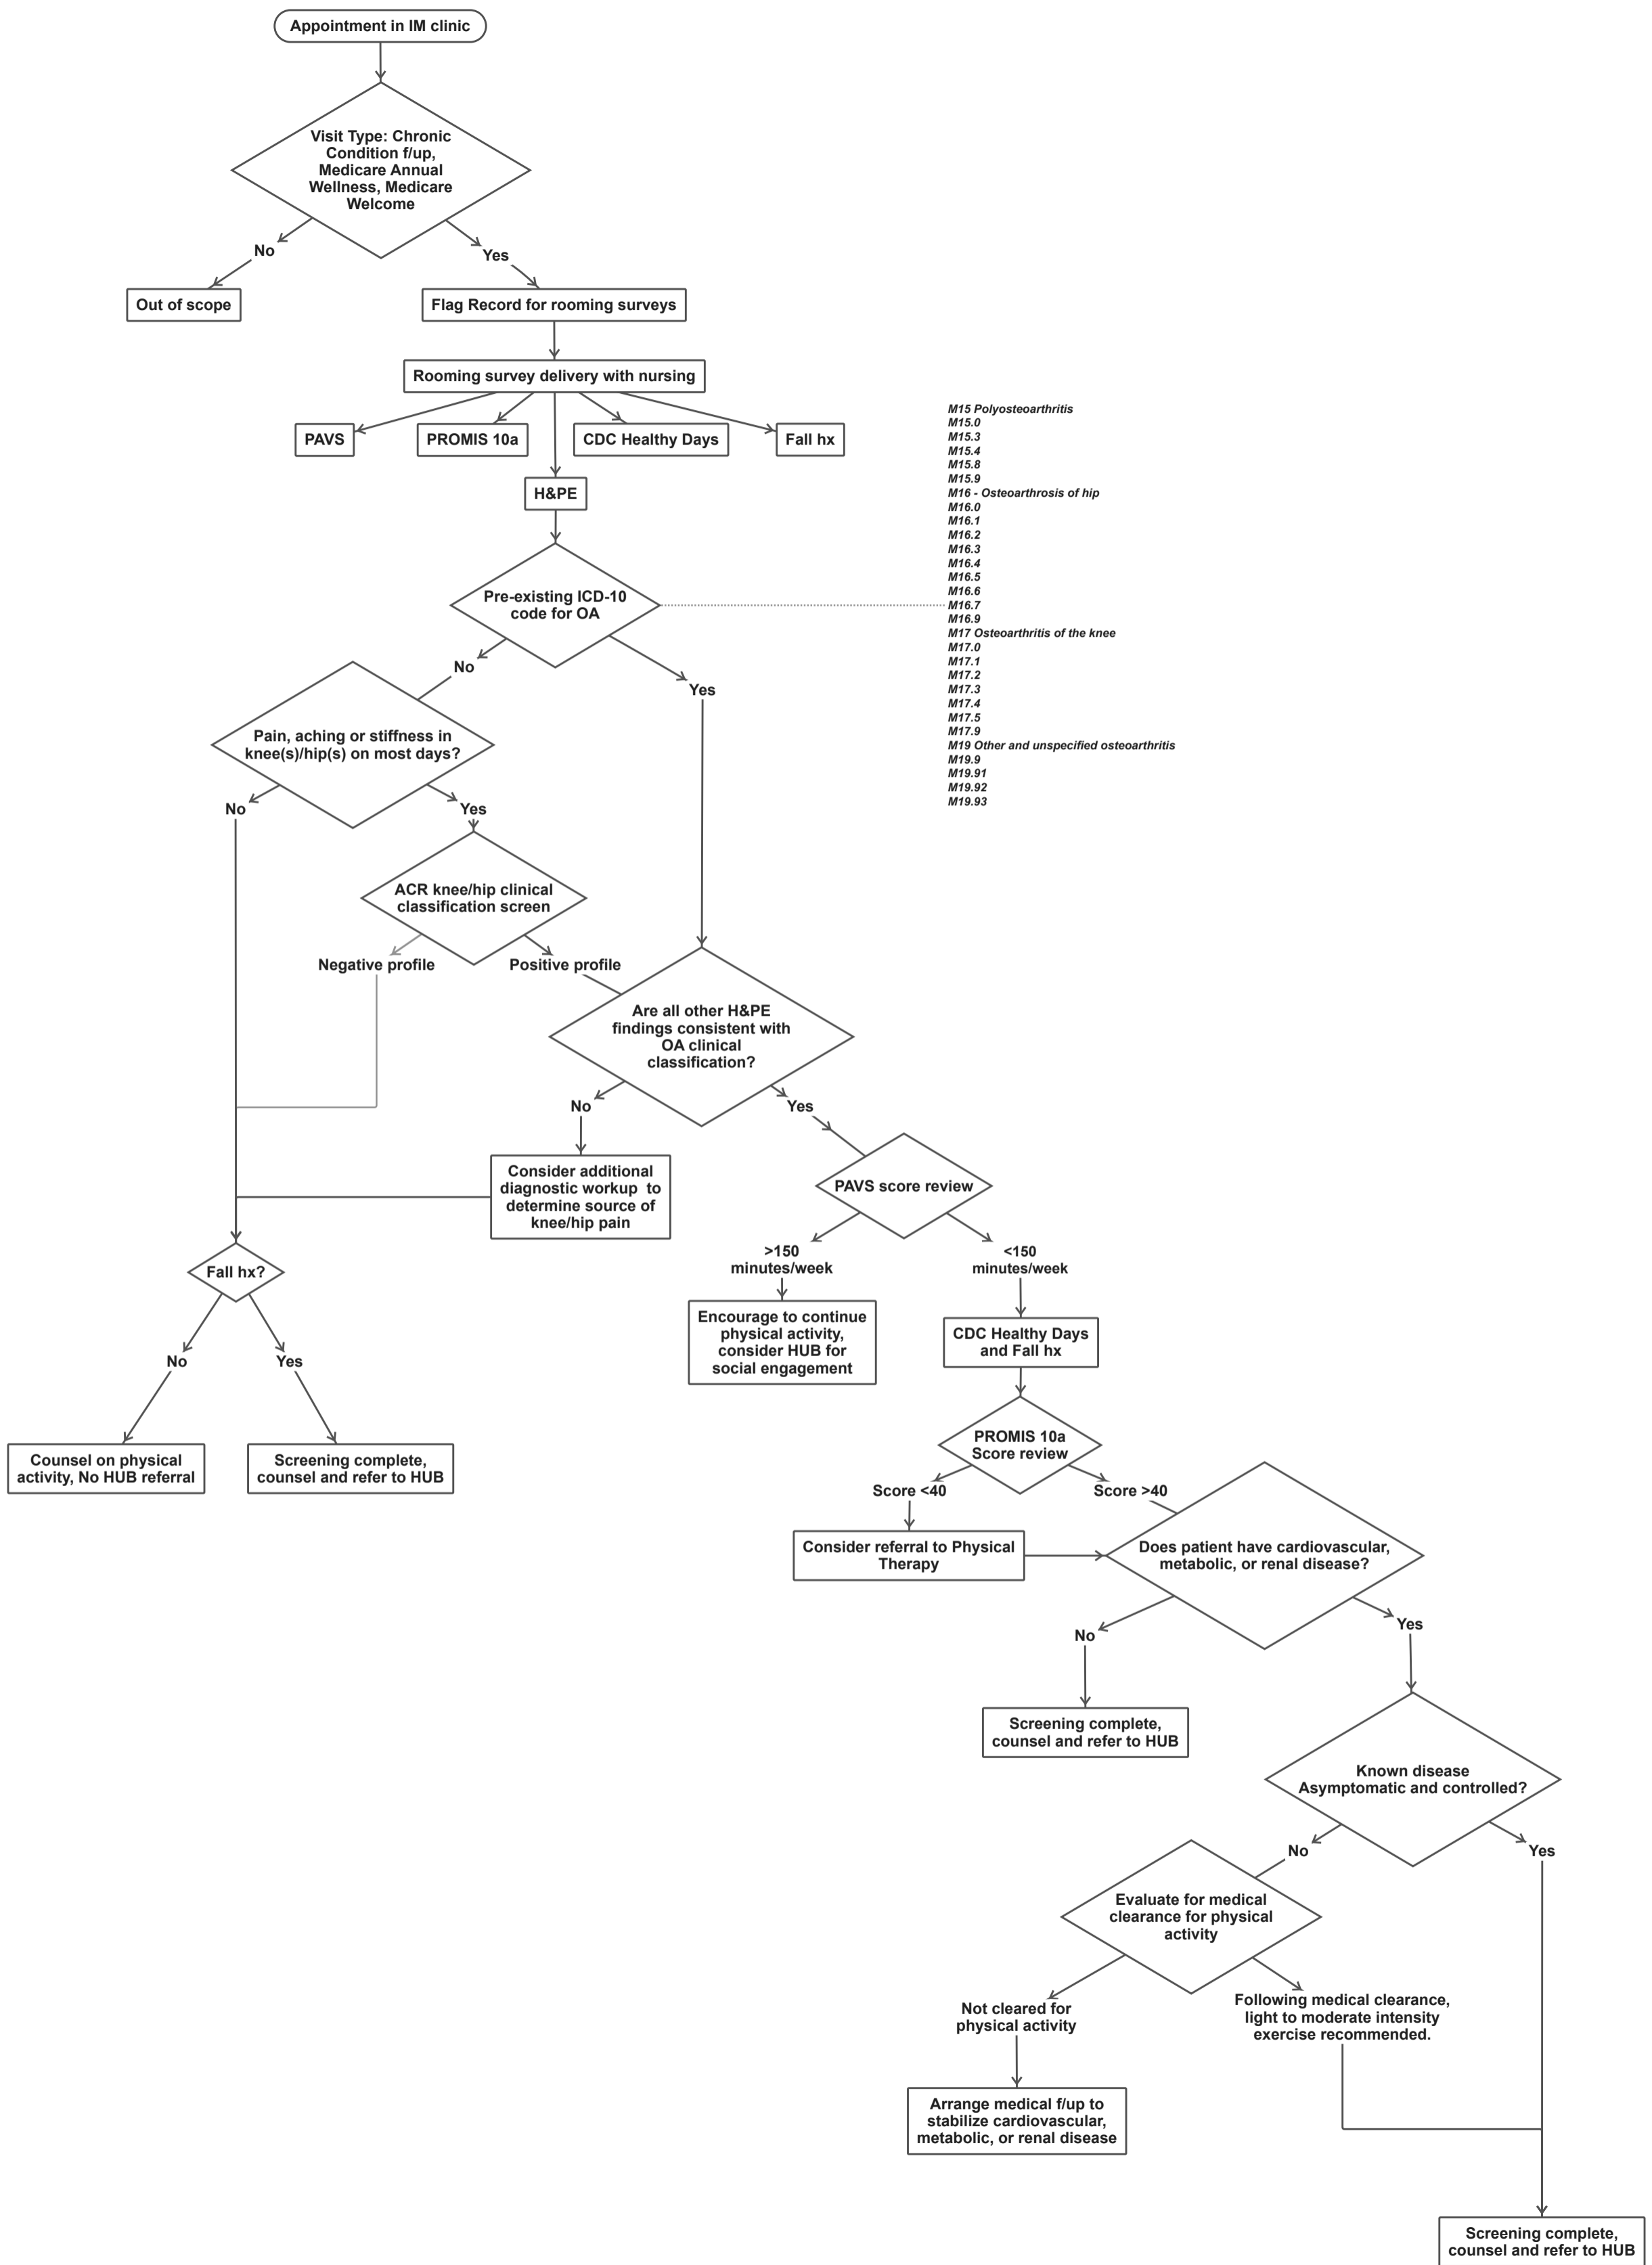 Appointment in IM clinic
Visit Type: Chronic
Condition f/up,
Medicare Annual
Wellness, Medicare
Welcome
No
Yes
Out of scope
Flag Record for rooming surveys
Rooming survey delivery with nursing
PAVS
PROMIS 10a
CDC Healthy Days
Fall hx
H&PE
M15 Polyosteoarthritis
M15.0
M15.3
M15.4
M15.8
M15.9
M16 - Osteoarthrosis of hip
M16.0
M16.1
M16.2
M16.3
M16.4
M16.5
M16.6
M16.7
M16.9
M17 Osteoarthritis of the knee
M17.0
M17.1
M17.2
M17.3
M17.4
M17.5
M17.9
M19 Other and unspecified osteoarthritis
M19.9
M19.91
M19.92
M19.93
Pre-existing ICD-10
code for OA
No
Yes
Pain, aching or stiffness in
knee(s)/hip(s) on most days?
No
Yes
ACR knee/hip clinical
classification screen
Negative profile
Positive profile
Are all other H&PE
findings consistent with
OA clinical
classification?
No
Yes
Consider additional
diagnostic workup to
determine source of
knee/hip pain
PAVS score review
>150
minutes/week
<150
minutes/week
Fall hx?
Encourage to continue
physical activity,
consider HUB for
social engagement
CDC Healthy Days
and Fall hx
No
Yes
Counsel on physical
activity, No HUB referral
Screening complete,
counsel and refer to HUB
PROMIS 10a
Score review
Score <40
Score >40
Consider referral to Physical
Therapy
Does patient have cardiovascular,
metabolic, or renal disease?
No
Yes
Screening complete,
counsel and refer to HUB
Known disease
Asymptomatic and controlled?
No
Yes
Evaluate for medical
clearance for physical
activity
Not cleared for
physical activity
Following medical clearance,
light to moderate intensity
exercise recommended.
Arrange medical f/up to
stabilize cardiovascular,
metabolic, or renal disease
Screening complete,
counsel and refer to HUB